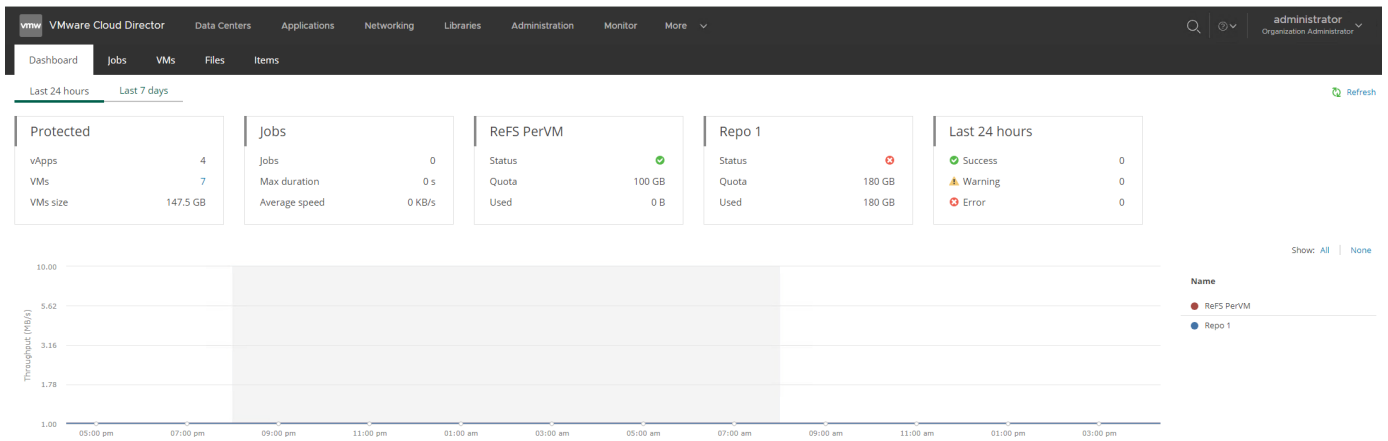 vmw VMware Cloud Director Data Centers Applications Networking Libraries Administration Monitor More administrator
Organization Administrator
Dashboard Jobs VMs Files Items
Last 24 hours Last 7 days Refresh
Protected
vApps 4
VMs 7
VMs size 147.5 GB
Jobs
Jobs 0
Max duration 0 s
Average speed 0 KB/s
ReFS PerVM
Status
Quota 100 GB
Used 0 B
Repo 1
Status
Quota 180 GB
Used 180 GB
Last 24 hours
Success 0
Warning 0
Error 0
Show: All None
Throughput (MB/s)
10.00
5.62
3.16
1.78
1.00
05:00 pm 07:00 pm 09:00 pm 11:00 pm 01:00 am 03:00 am 05:00 am 07:00 am 09:00 am 11:00 am 01:00 pm 03:00 pm
Name
ReFS PerVM
Repo 1